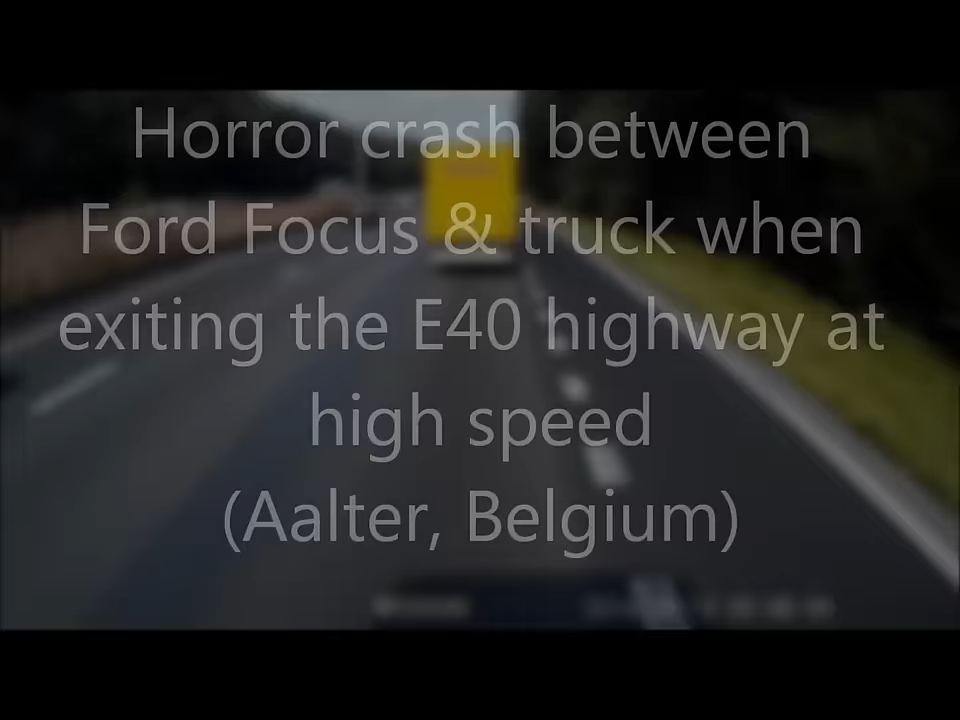 Horror crash between
Ford Focus & truck when
exiting the E40 highway at
high speed
(Aalter, Belgium)